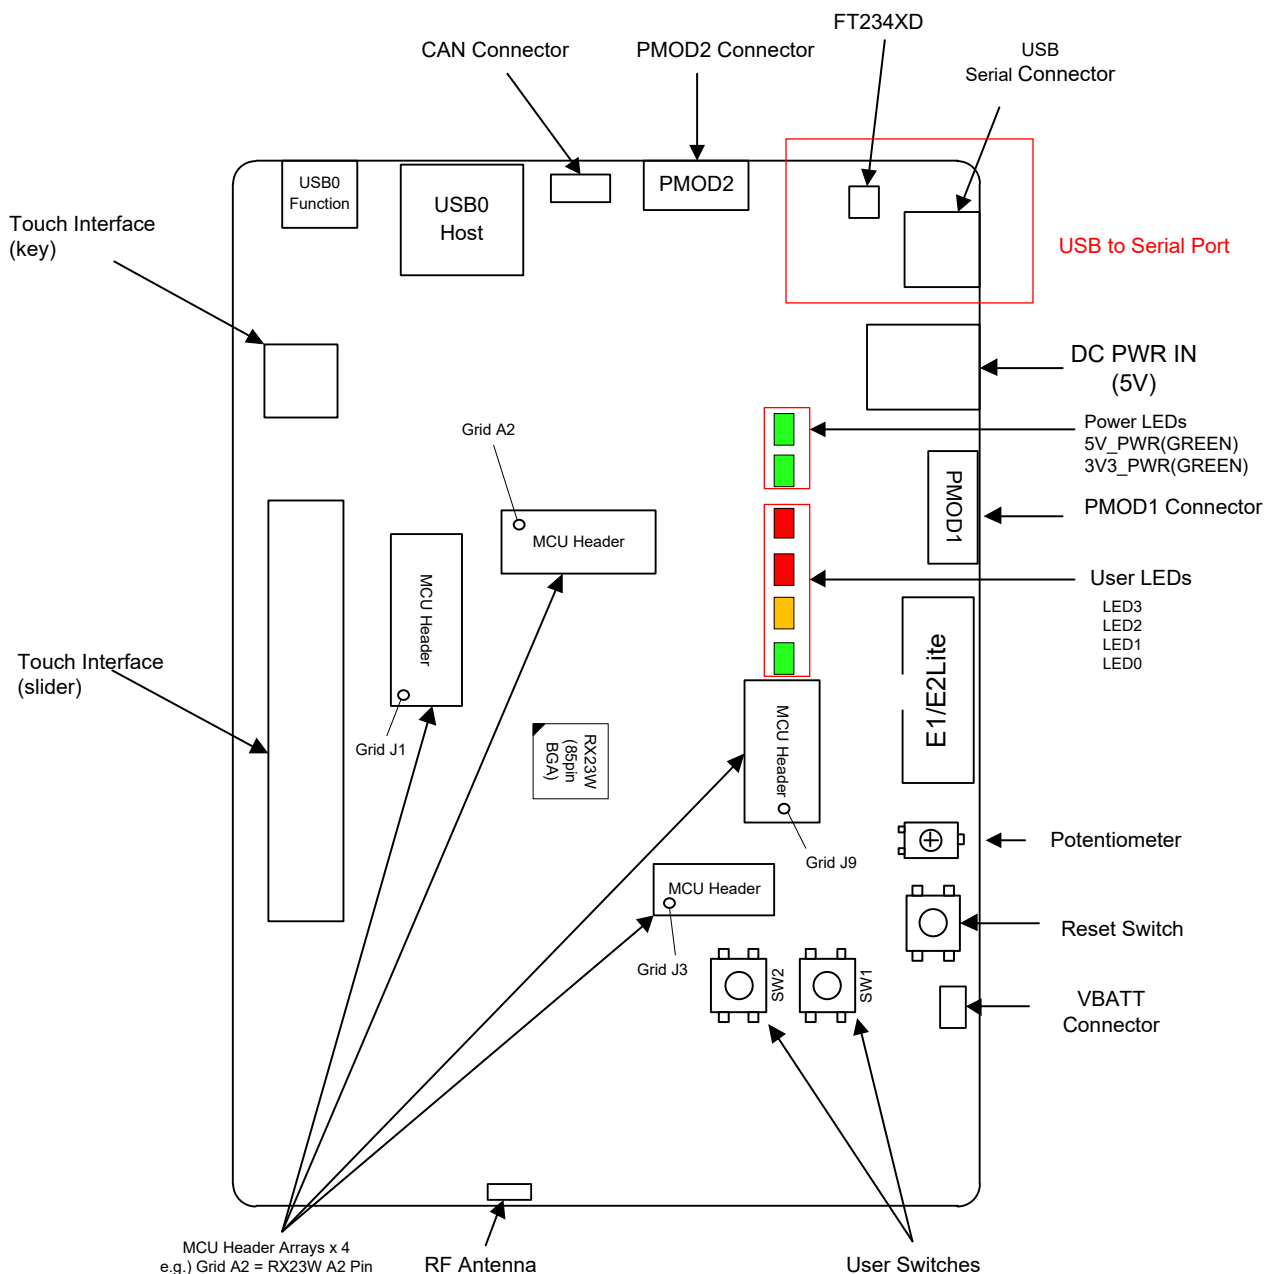 FT234XD
CAN Connector
PMOD2 Connector
USB
Serial Connector
USB0
Function
USB0
Host
PMOD2
Touch Interface
(key)
USB to Serial Port
DC PWR IN
(5V)
Grid A2
Power LEDs
5V_PWR(GREEN)
3V3_PWR(GREEN)
PMOD1
PMOD1 Connector
MCU Header
MCU Header
User LEDs
LED3
LED2
LED1
LED0
Touch Interface
(slider)
E1/E2Lite
Grid J1
RX23W
(85pin
BGA)
MCU Header
Potentiometer
Grid J9
MCU Header
Reset Switch
Grid J3
SW2
SW1
VBATT
Connector
MCU Header Arrays x 4
e.g.) Grid A2 = RX23W A2 Pin
RF Antenna
User Switches